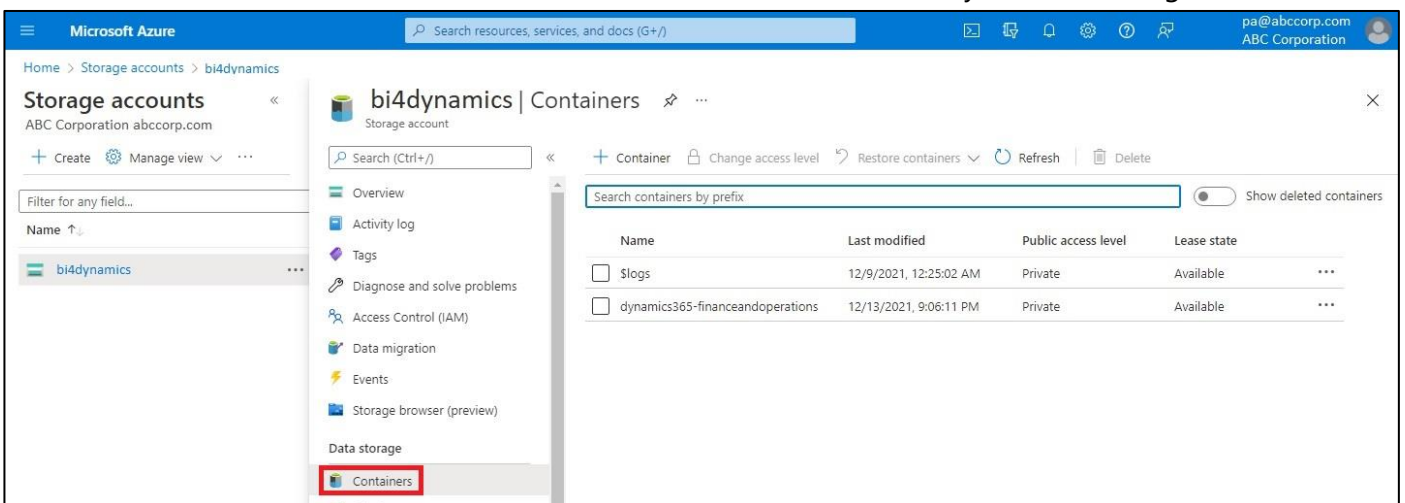 Microsoft Azure
Search resources, services, and docs (G+/)
pa@abccorp.com
ABC Corporation
Home > Storage accounts > bi4dynamics
Storage accounts «
ABC Corporation abccorp.com
+ Create Manage view ···
Filter for any field...
Name ↑↓
bi4dynamics ···
bi4dynamics | Containers ···
Storage account
Search (Ctrl+/) «
Overview
Activity log
Tags
Diagnose and solve problems
Access Control (IAM)
Data migration
Events
Storage browser (preview)
Data storage
Containers
+ Container Change access level Restore containers Refresh Delete
Search containers by prefix
Show deleted containers
Name Last modified Public access level Lease state
$logs 12/9/2021, 12:25:02 AM Private Available ···
dynamics365-financeandoperations 12/13/2021, 9:06:11 PM Private Available ···